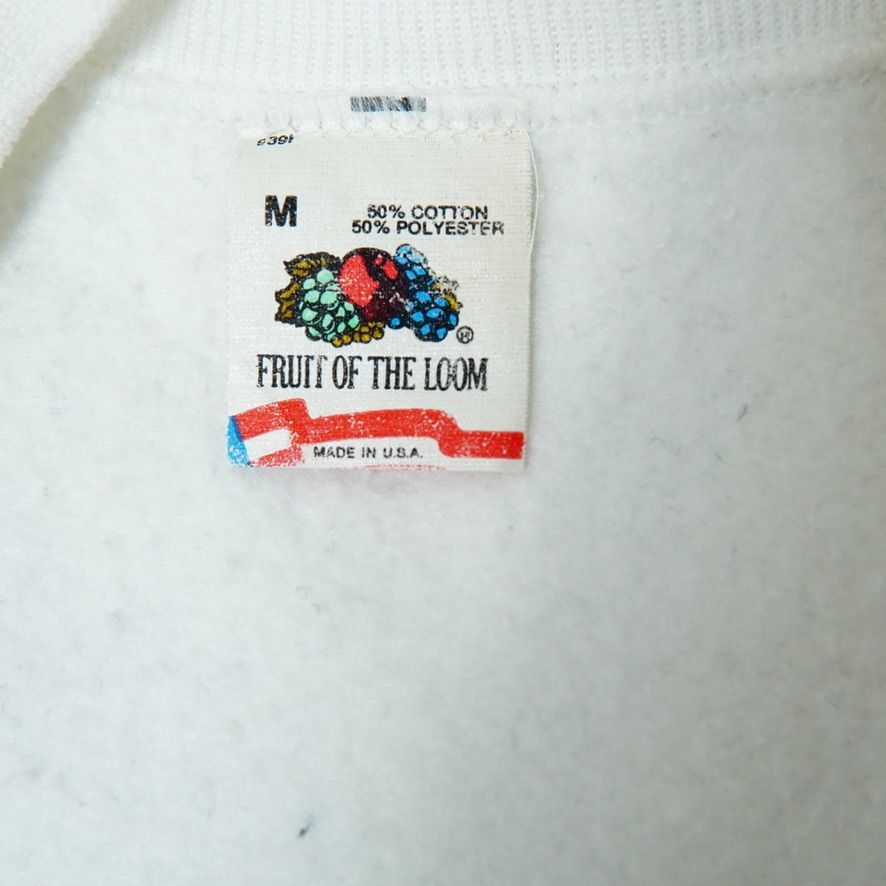 M
50% COTTON
50% POLYESTER
®
FRUIT OF THE LOOM
MADE IN U.S.A.